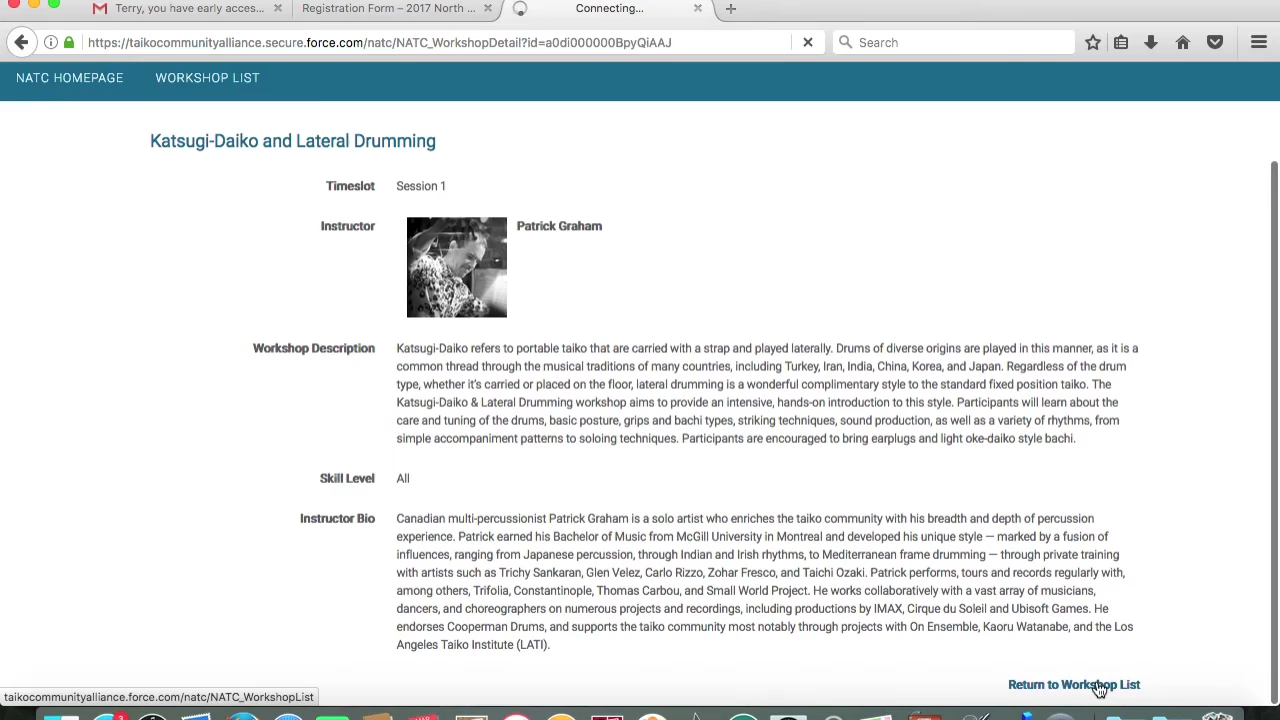 Terry, you have early acces...
Registration Form – 2017 North ...
Connecting...
https://taikocommunityalliance.secure.force.com/natc/NATC_WorkshopDetail?id=a0di000000BpyQiAAJ
Search
NATC HOMEPAGE
WORKSHOP LIST
Katsugi-Daiko and Lateral Drumming
Timeslot
Session 1
Instructor
Patrick Graham
Workshop Description
Katsugi-Daiko refers to portable taiko that are carried with a strap and played laterally. Drums of diverse origins are played in this manner, as it is a
common thread through the musical traditions of many countries, including Turkey, Iran, India, China, Korea, and Japan. Regardless of the drum
type, whether it's carried or placed on the floor, lateral drumming is a wonderful complimentary style to the standard fixed position taiko. The
Katsugi-Daiko & Lateral Drumming workshop aims to provide an intensive, hands-on introduction to this style. Participants will learn about the
care and tuning of the drums, basic posture, grips and bachi types, striking techniques, sound production, as well as a variety of rhythms, from
simple accompaniment patterns to soloing techniques. Participants are encouraged to bring earplugs and light oke-daiko style bachi.
Skill Level
All
Instructor Bio
Canadian multi-percussionist Patrick Graham is a solo artist who enriches the taiko community with his breadth and depth of percussion
experience. Patrick earned his Bachelor of Music from McGill University in Montreal and developed his unique style — marked by a fusion of
influences, ranging from Japanese percussion, through Indian and Irish rhythms, to Mediterranean frame drumming — through private training
with artists such as Trichy Sankaran, Glen Velez, Carlo Rizzo, Zohar Fresco, and Taichi Ozaki. Patrick performs, tours and records regularly with,
among others, Trifolia, Constantinople, Thomas Carbou, and Small World Project. He works collaboratively with a vast array of musicians,
dancers, and choreographers on numerous projects and recordings, including productions by IMAX, Cirque du Soleil and Ubisoft Games. He
endorses Cooperman Drums, and supports the taiko community most notably through projects with On Ensemble, Kaoru Watanabe, and the Los
Angeles Taiko Institute (LATI).
Return to Workshop List
taikocommunityalliance.force.com/natc/NATC_WorkshopList
3